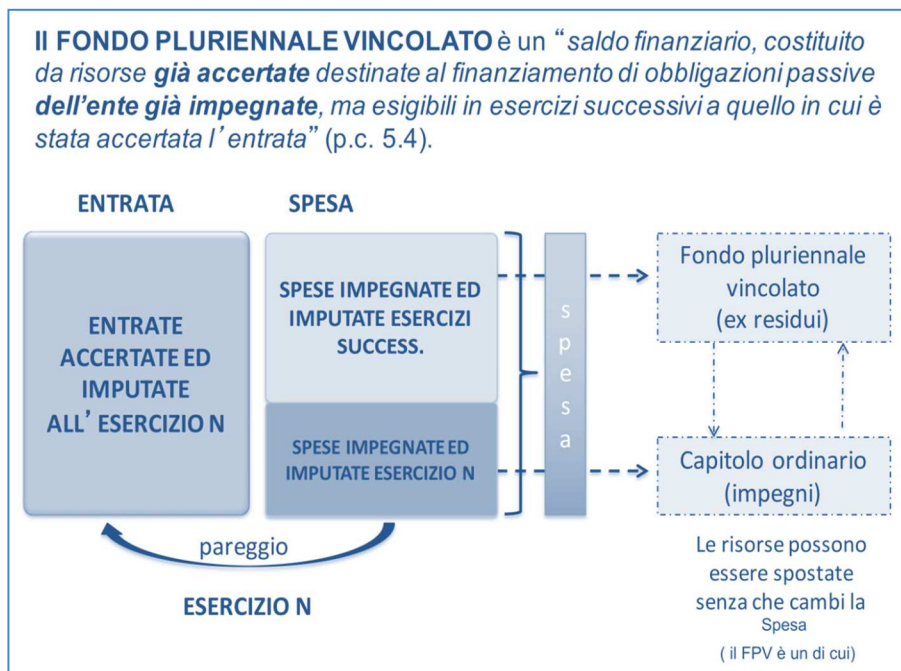 Il FONDO PLURIENNALE VINCOLATO è un “saldo finanziario, costituito
da risorse già accertate destinate al finanziamento di obbligazioni passive
dell’ente già impegnate, ma esigibili in esercizi successivi a quello in cui è
stata accertata l’entrata” (p.c. 5.4).
ENTRATA
SPESA
ENTRATE
ACCERTATE ED
IMPUTATE
ALL’ESERCIZIO N
SPESE IMPEGNATE ED
IMPUTATE ESERCIZI
SUCCESS.
SPESE IMPEGNATE ED
IMPUTATE ESERCIZIO N
spesa
Fondo pluriennale
vincolato
(ex residui)
Capitolo ordinario
(impegni)
pareggio
ESERCIZIO N
Le risorse possono
essere spostate
senza che cambi la
Spesa
( il FPV è un di cui)